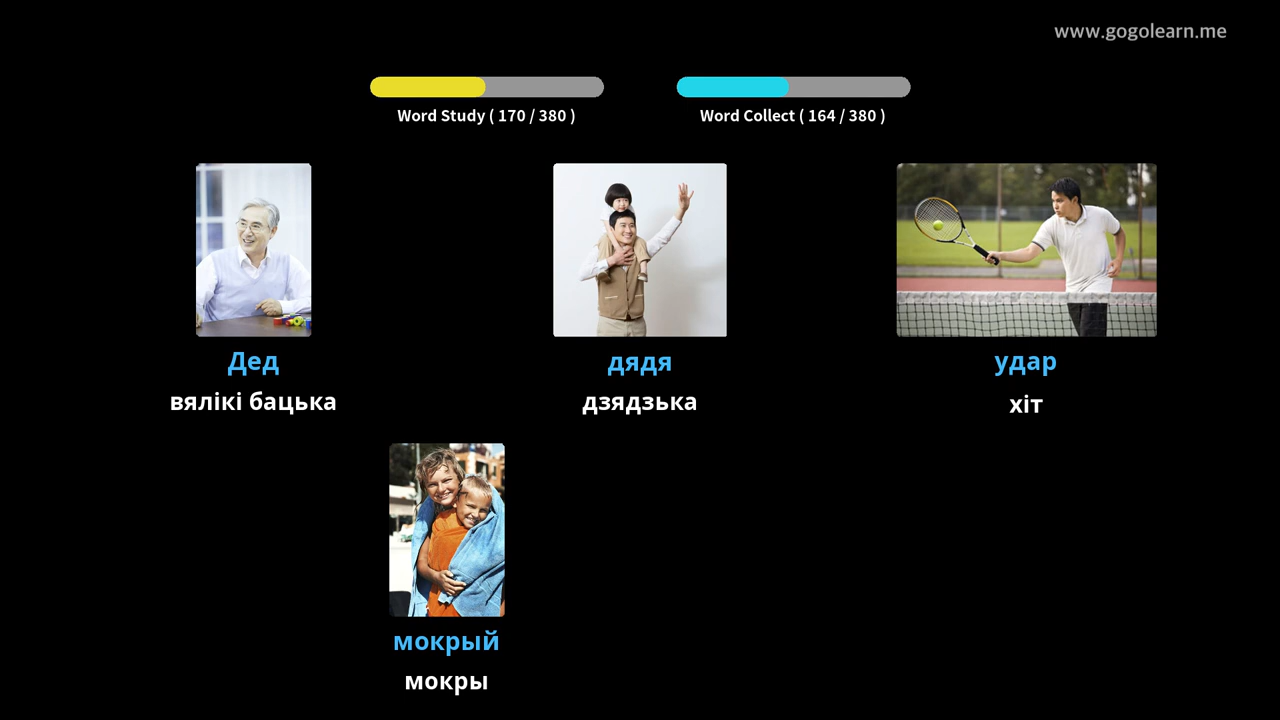 www.gogolearn.me
Word Study ( 170 / 380 )
Word Collect ( 164 / 380 )
Дед
дядя
удар
вялікі бацька
дзядзька
хіт
мокрый
мокры